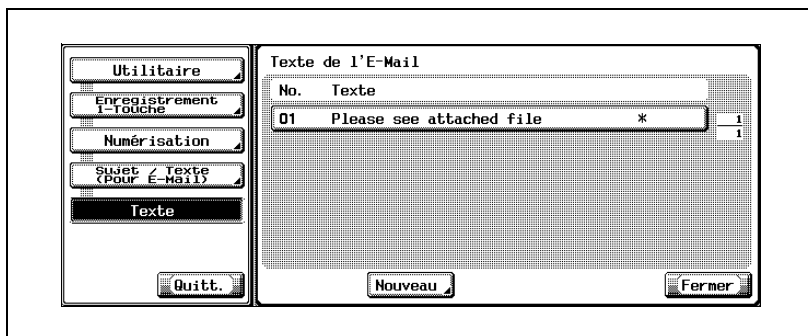 Utilitaire
Enregistrement
1-Touche
Numérisation
Sujet / Texte
(Pour E-Mail)
Texte
Quitt.
Texte de l'E-Mail
No. Texte
01 Please see attached file *
1
1
Nouveau
Fermer